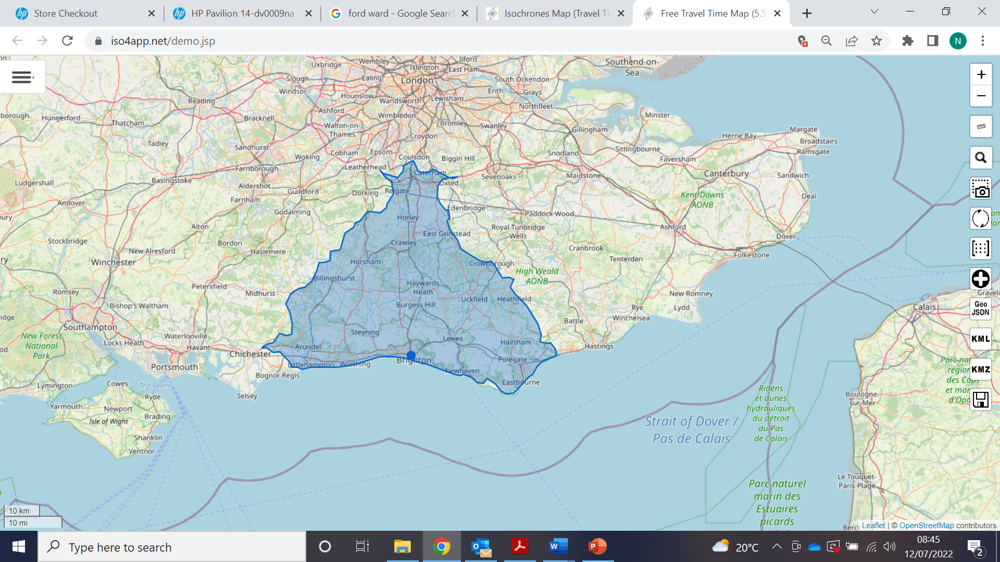 Store Checkout
HP Pavilion 14-dv0009na
ford ward - Google Searc
Isochrones Map (Travel Ti
Free Travel Time Map (5.5
iso4app.net/demo.jsp
N
Uxbridge
Wembley
Ilford
Islington
East Ham
Southend-on-
Sea
Slough
Ealing
London
South Ockendon
Windsor
Hounslow
Erith
Grays
Reading
Wandsworth
Lewisham
Northfleet
Ashford
Wimbledon
Minster
borough
Hungerford
Thatcham
Bracknell
Walton-on-
Thames
Bromley
Swanley
Gillingham
Croydon
Margate
Herne Bay
Broadstairs
Tadley
Sandhurst
Woking
Cobham
Epsom
Coulsdon
Biggin Hill
Snodland
Sittingbourne
Faversham
Ramsgate
Farnborough
Leatherhead
Caterham
Sevenoaks
Maidstone
Canterbury
Sandwich
Ludgershall
Basingstoke
Aldershot
Guildford
Dorking
Reigate
Oxted
Andover
Farnham
Kent Downs
AONB
Deal
Godalming
Horley
Edenbridge
Paddock Wood
Alton
East Grinstead
Royal Tunbridge
Wells
Ashford
Dover
Stockbridge
Bordon
Crawley
Cranbrook
New Alresford
Haslemere
Folkestone
Winchester
Horsham
Crowborough
Tenterden
High Weald
AONB
Billingshurst
Haywards
Heath
Petersfield
Romsey
Midhurst
Uckfield
Heathfield
New Romney
Bishop's Waltham
Burgess Hill
Rye
Lydd
Winchelsea
Calais
Southampton
Battle
Steyning
Lewes
New Forest
National
Park
Waterlooville
Locks Heath
Havant
Arundel
Hailsham
Hastings
Chichester
Polegate
Portsmouth
Littlehampton
Worthing
Brighton
Newhaven
Bognor Regis
Eastbourne
Lymington
Cowes
The Solent
Ryde
Selsey
Yarmouth
Newport
Brading
Isle of Wight
Shanklin
Ventnor
Strait of Dover /
Pas de Calais
Ridens
et dunes
hydrauliques
du détroit
du Pas
de Calais
Boulogne-
sur-Mer
Parc nat
région
des Caps
et mar
d'Opa
Le Touquet-
Paris-Plage
Parc naturel
marin des
Estuaires
picards
Berc
+
−
Geo
JSON
KML
KMZ
10 km
10 mi
Leaflet | © OpenStreetMap contributors
Type here to search
20°C
08:45
12/07/2022
2